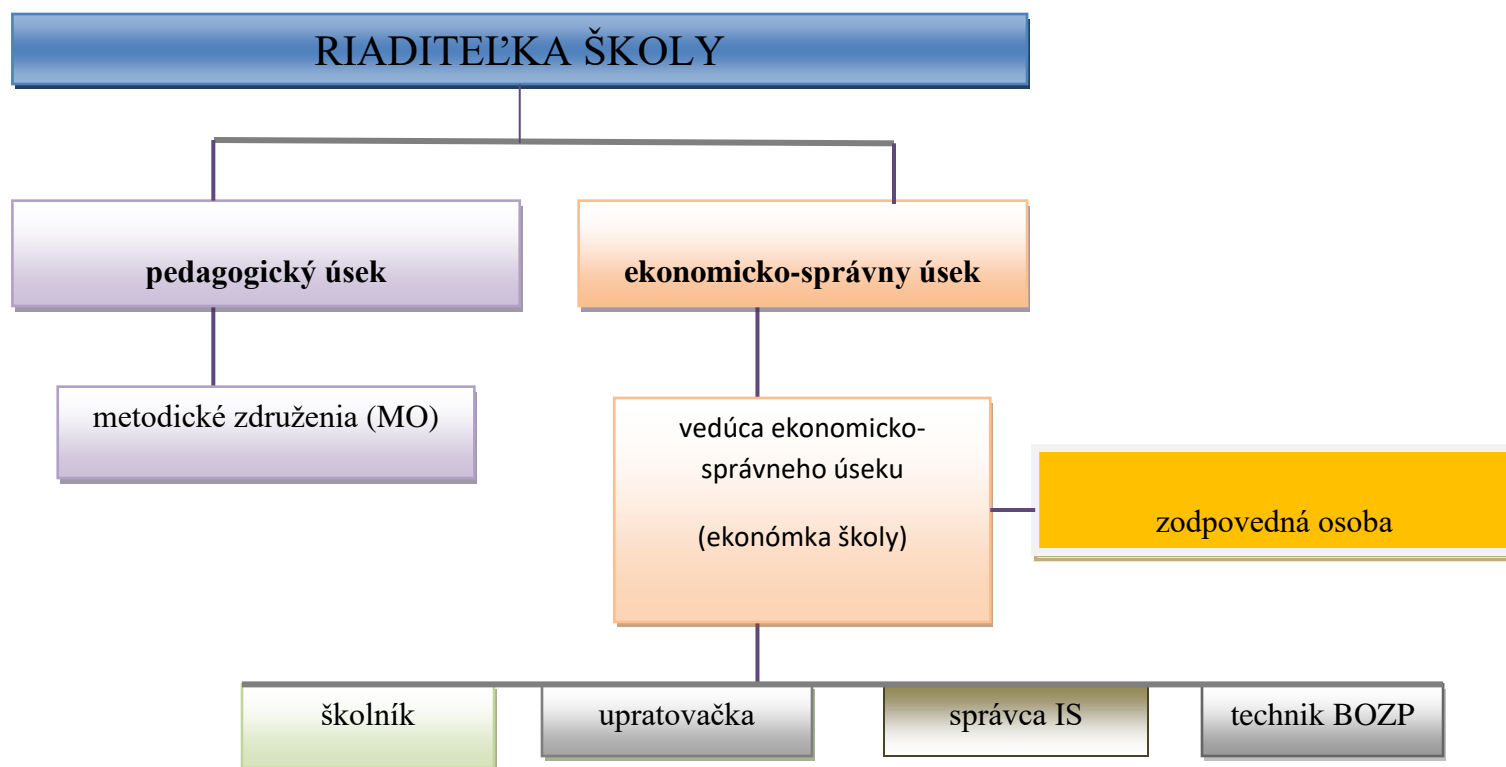 RIADITEĽKA ŠKOLY
pedagogický úsek
ekonomicko-správny úsek
metodické združenia (MO)
vedúca ekonomicko-
správneho úseku
(ekonómka školy)
zodpovedná osoba
školník
upratovačka
správca IS
technik BOZP